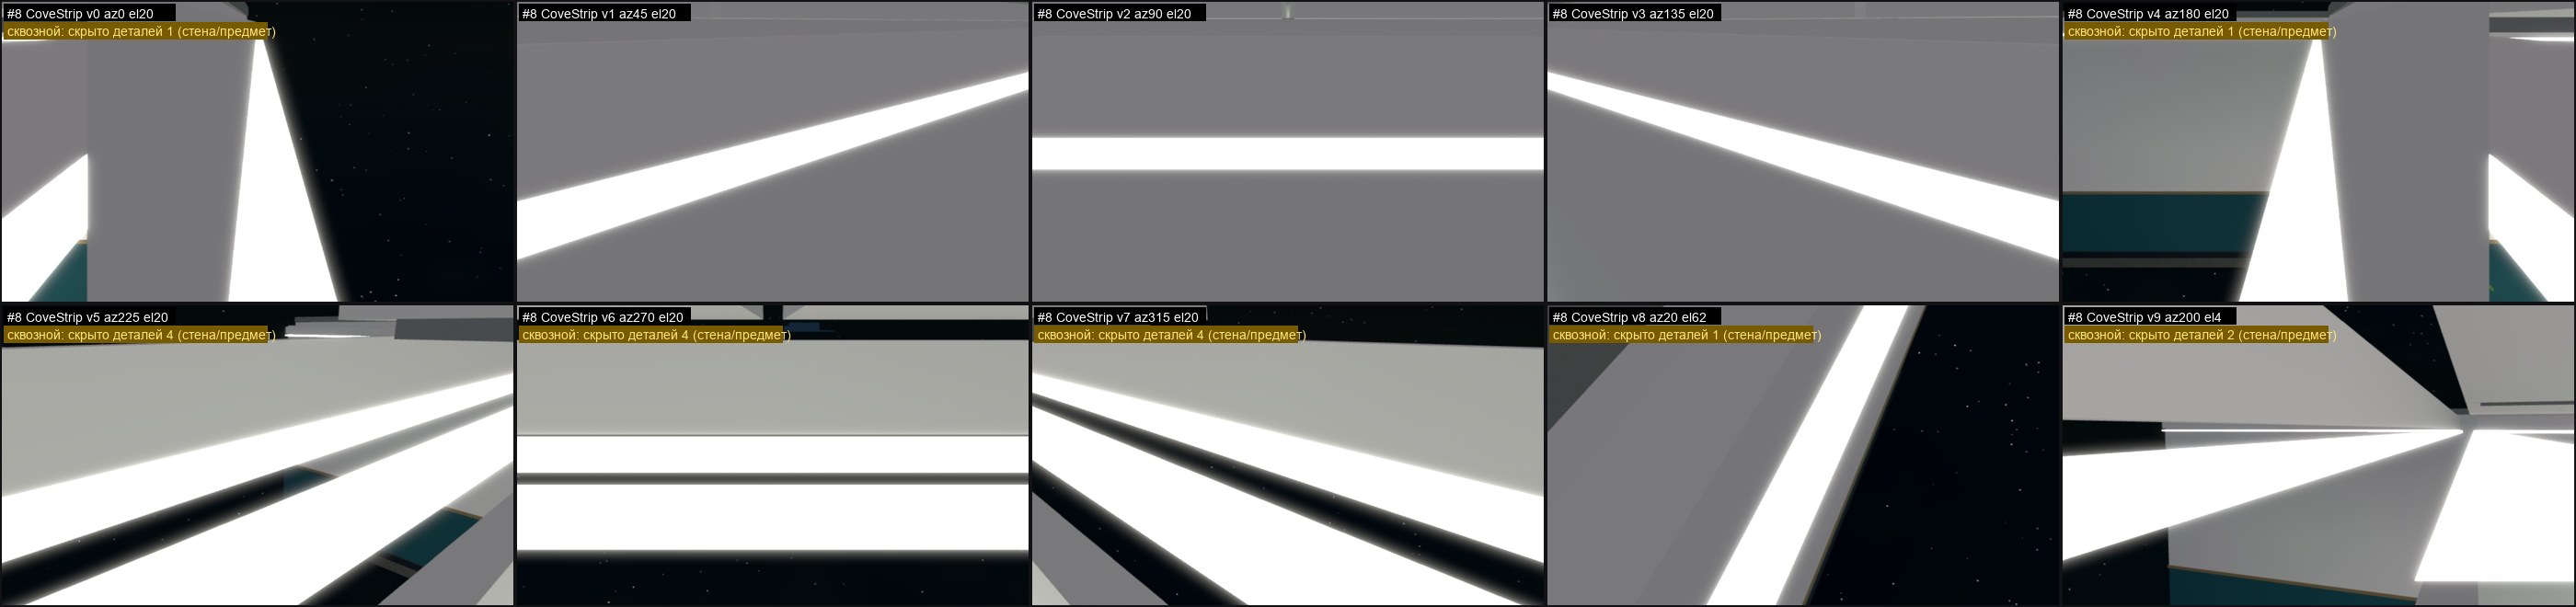 #8 CoveStrip v0 az0 el20
сквозной: скрыто деталей 1 (стена/предмет)
#8 CoveStrip v1 az45 el20
#8 CoveStrip v2 az90 el20
#8 CoveStrip v3 az135 el20
#8 CoveStrip v4 az180 el20
сквозной: скрыто деталей 1 (стена/предмет)
#8 CoveStrip v5 az225 el20
сквозной: скрыто деталей 4 (стена/предмет)
#8 CoveStrip v6 az270 el20
сквозной: скрыто деталей 4 (стена/предмет)
#8 CoveStrip v7 az315 el20
сквозной: скрыто деталей 4 (стена/предмет)
#8 CoveStrip v8 az20 el62
сквозной: скрыто деталей 1 (стена/предмет)
#8 CoveStrip v9 az200 el4
сквозной: скрыто деталей 2 (стена/предмет)